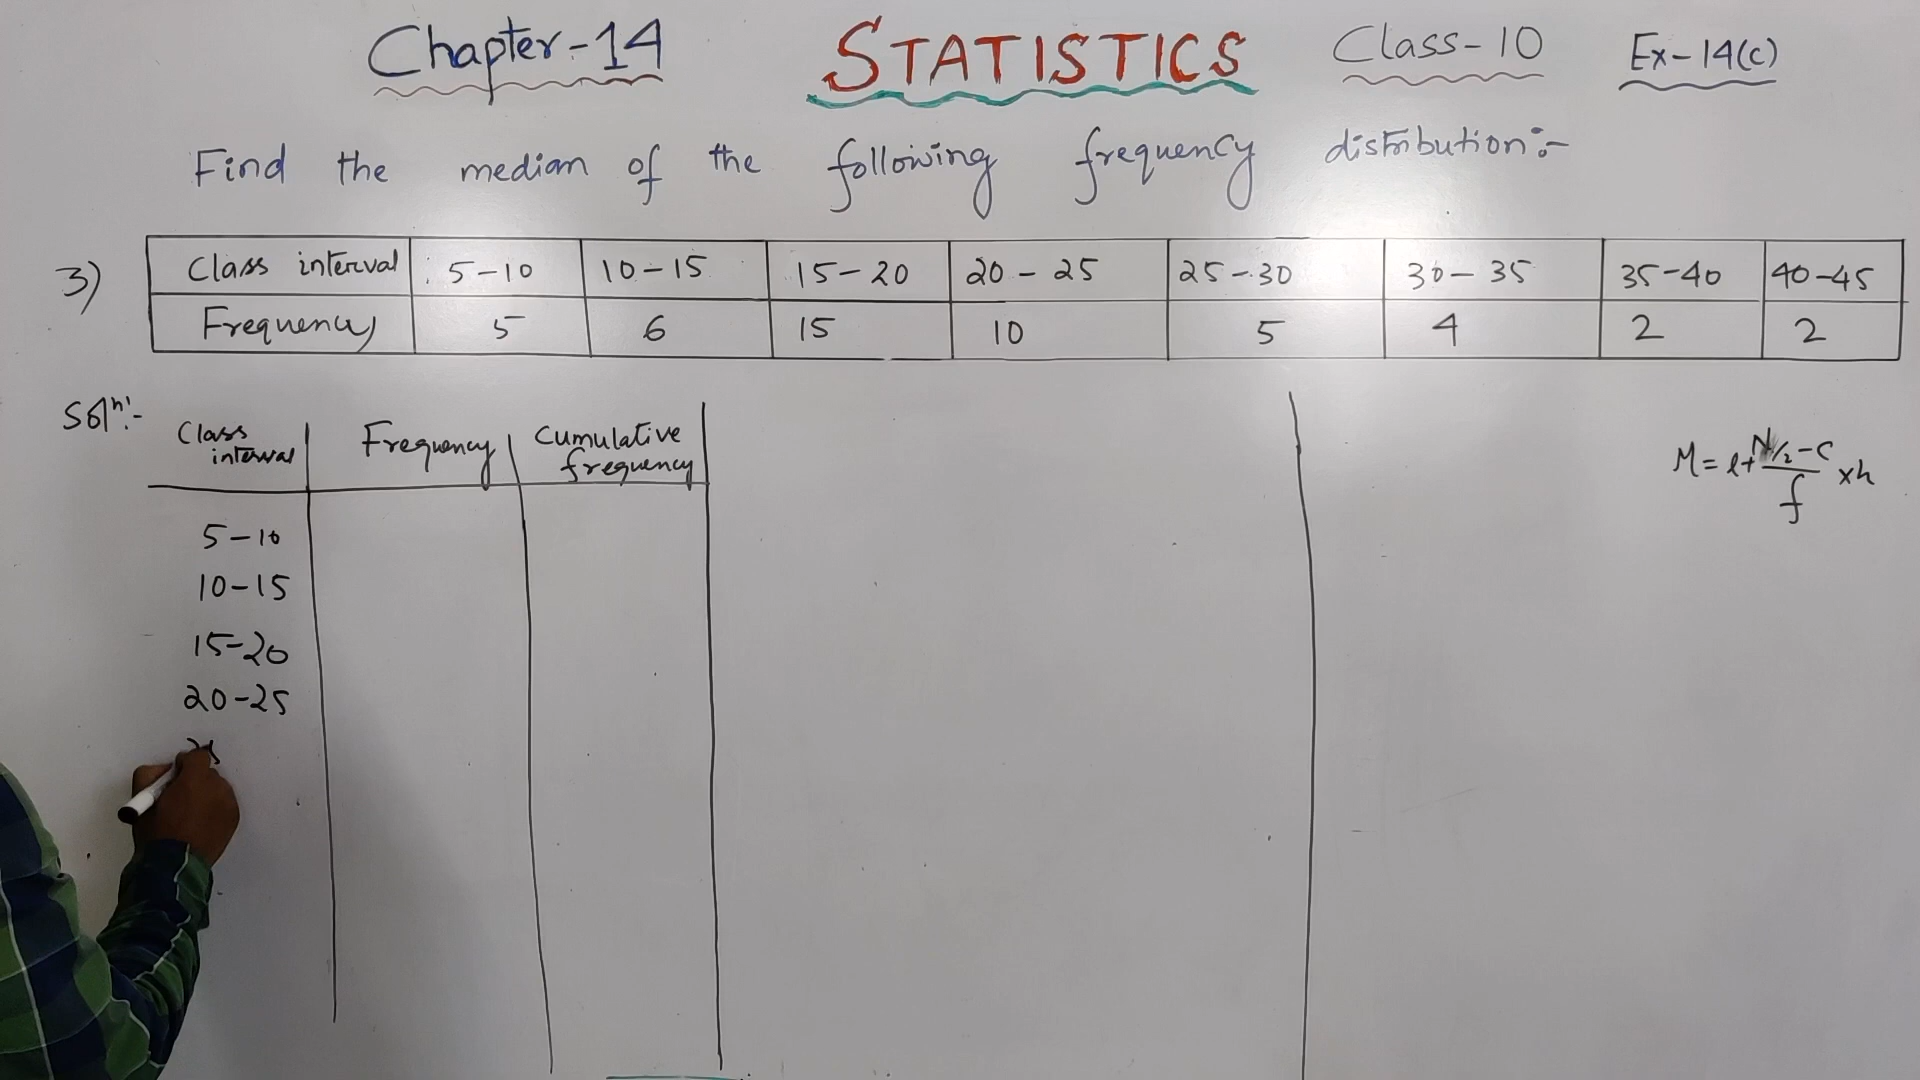 Chapter-14 STATISTICS Class-10 Ex-14(c)
Find the median of the following frequency distribution:-
3)
Class interval 5-10 10-15 15-20 20-25 25-30 30-35 35-40 40-45
Frequency 5 6 15 10 5 4 2 2
Solⁿ:-
Class interval Frequency Cumulative frequency
M = l + (N/2 - C)/f × h
5-10
10-15
15-20
20-25